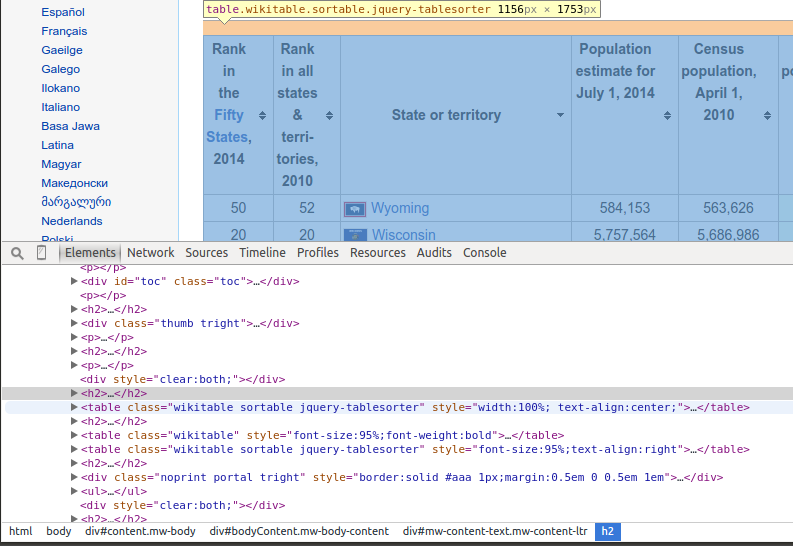 table.wikitable.sortable.jquery-tablesorter 1156px × 1753px
Español
Français
Gaeilge
Galego
Ilokano
Italiano
Basa Jawa
Latina
Magyar
Македонски
მარგალური
Nederlands
Polski
Rank
in
the
Fifty
States,
2014
Rank
in all
states
&
terri-
tories,
2010
State or territory
Population
estimate for
July 1, 2014
Census
population,
April 1,
2010
50 52 Wyoming 584,153 563,626
20 20 Wisconsin 5,757,564 5,686,986
Elements Network Sources Timeline Profiles Resources Audits Console
<p></p>
▶<div id="toc" class="toc">…</div>
<p></p>
▶<h2>…</h2>
▶<div class="thumb tright">…</div>
▶<p>…</p>
▶<h2>…</h2>
▶<p>…</p>
<div style="clear:both;"></div>
▶<h2>…</h2>
▶<table class="wikitable sortable jquery-tablesorter" style="width:100%; text-align:center;">…</table>
▶<h2>…</h2>
▶<table class="wikitable" style="font-size:95%;font-weight:bold">…</table>
▶<table class="wikitable sortable jquery-tablesorter" style="font-size:95%;text-align:right">…</table>
▶<h2>…</h2>
▶<div class="noprint portal tright" style="border:solid #aaa 1px;margin:0.5em 0 0.5em 1em">…</div>
▶<ul>…</ul>
<div style="clear:both;"></div>
▶<h2>…</h2>
html body div#content.mw-body div#bodyContent.mw-body-content div#mw-content-text.mw-content-ltr h2